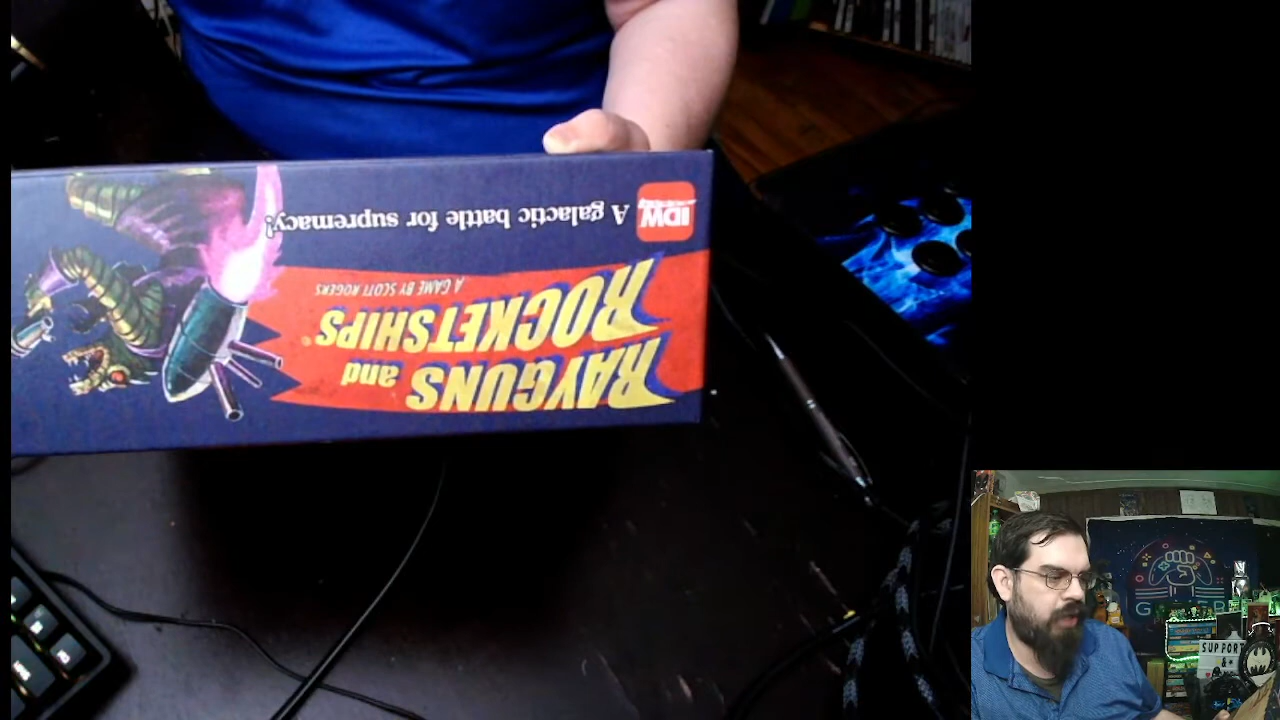 RAYGUNS and
ROCKETSHIPS
A GAME BY SCOTT ROGERS
A galactic battle for supremacy!
IDW
SUPPORT